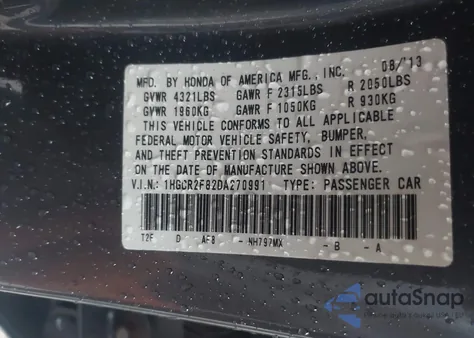 08/'13
MFD. BY HONDA OF AMERICA MFG., INC.
GVWR 4321LBS GAWR F 2315LBS R 2050LBS
GVWR 1960KG GAWR F 1050KG R 930KG
THIS VEHICLE CONFORMS TO ALL APPLICABLE
FEDERAL MOTOR VEHICLE SAFETY, BUMPER,
AND THEFT PREVENTION STANDARDS IN EFFECT
ON THE DATE OF MANUFACTURE SHOWN ABOVE.
V.I.N.: 1HGCR2F82DA270991 TYPE: PASSENGER CAR
T2F D AF8 - NH797MX - B - A
autoSnap